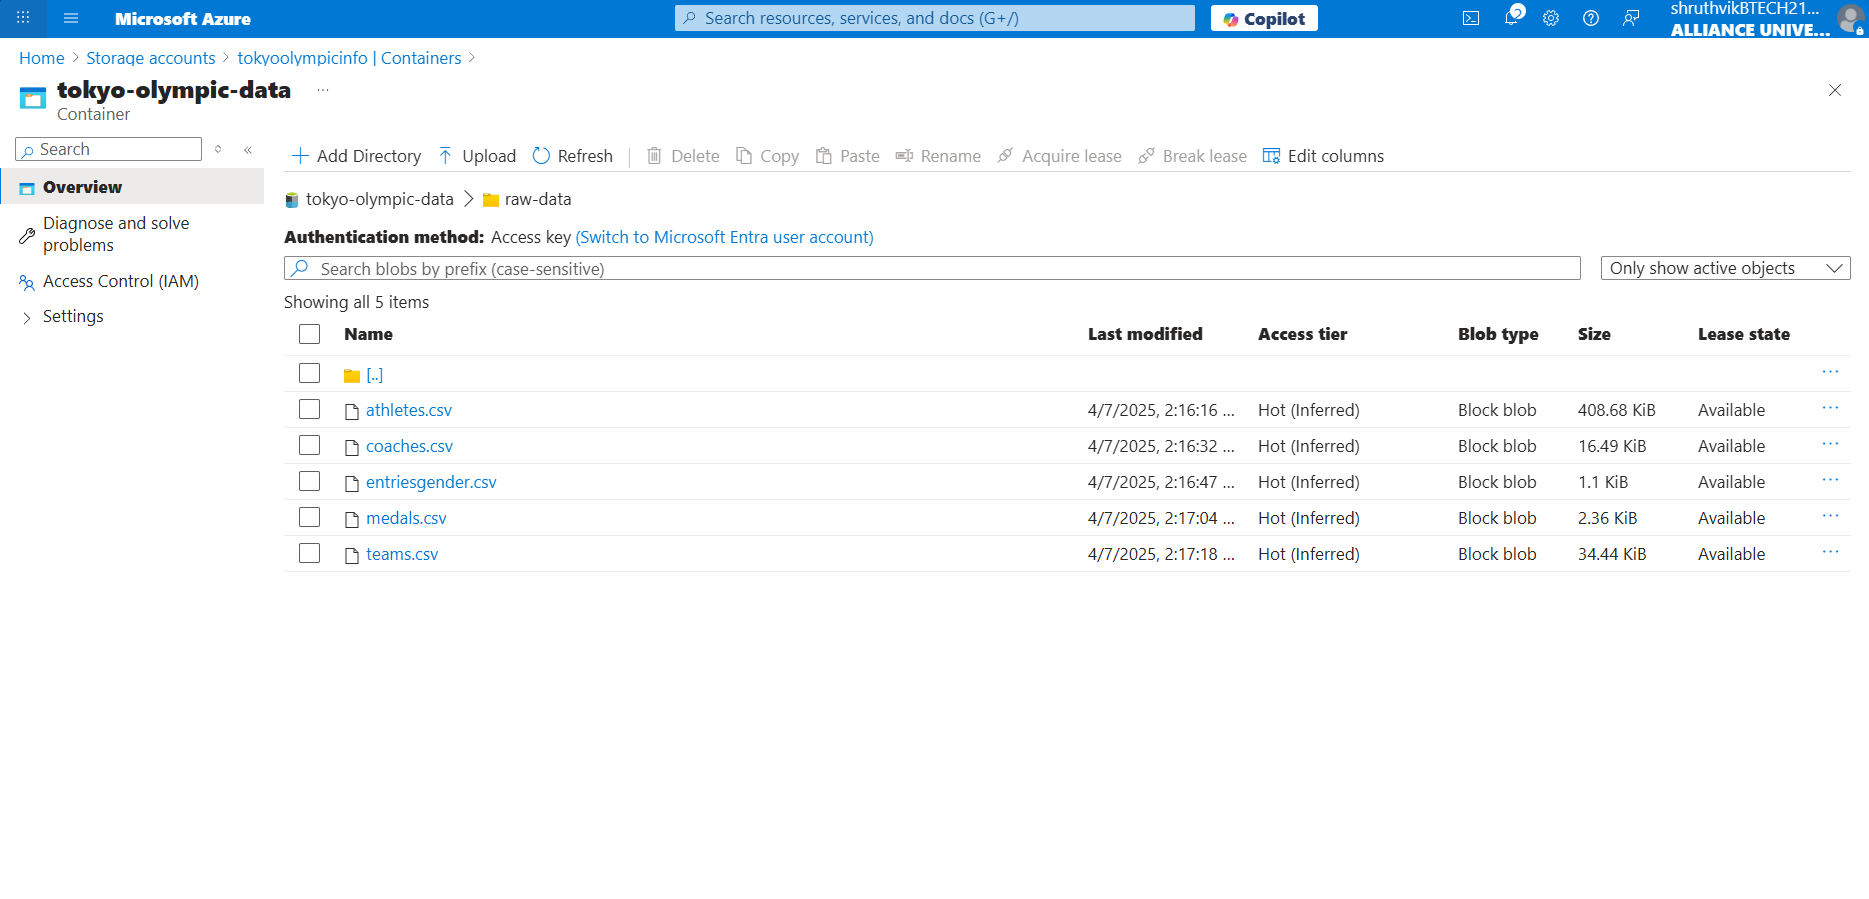 Microsoft Azure
Search resources, services, and docs (G+/)
Copilot
2
shruthvikBTECH21...
ALLIANCE UNIVE...
Home > Storage accounts > tokyoolympicinfo | Containers >
tokyo-olympic-data ...
Container
Search
Overview
Diagnose and solve
problems
Access Control (IAM)
Settings
Add Directory Upload Refresh Delete Copy Paste Rename Acquire lease Break lease Edit columns
tokyo-olympic-data > raw-data
Authentication method: Access key (Switch to Microsoft Entra user account)
Search blobs by prefix (case-sensitive)
Only show active objects
Showing all 5 items
Name Last modified Access tier Blob type Size Lease state
[..] ...
athletes.csv 4/7/2025, 2:16:16 ... Hot (Inferred) Block blob 408.68 KiB Available ...
coaches.csv 4/7/2025, 2:16:32 ... Hot (Inferred) Block blob 16.49 KiB Available ...
entriesgender.csv 4/7/2025, 2:16:47 ... Hot (Inferred) Block blob 1.1 KiB Available ...
medals.csv 4/7/2025, 2:17:04 ... Hot (Inferred) Block blob 2.36 KiB Available ...
teams.csv 4/7/2025, 2:17:18 ... Hot (Inferred) Block blob 34.44 KiB Available ...